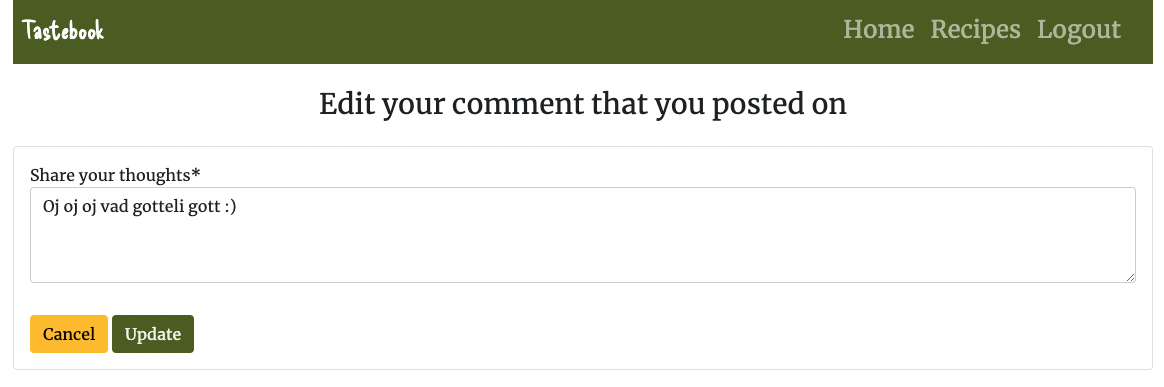 Tastebook Home Recipes Logout
Edit your comment that you posted on
Share your thoughts*
Oj oj oj vad gotteli gott :)
Cancel Update